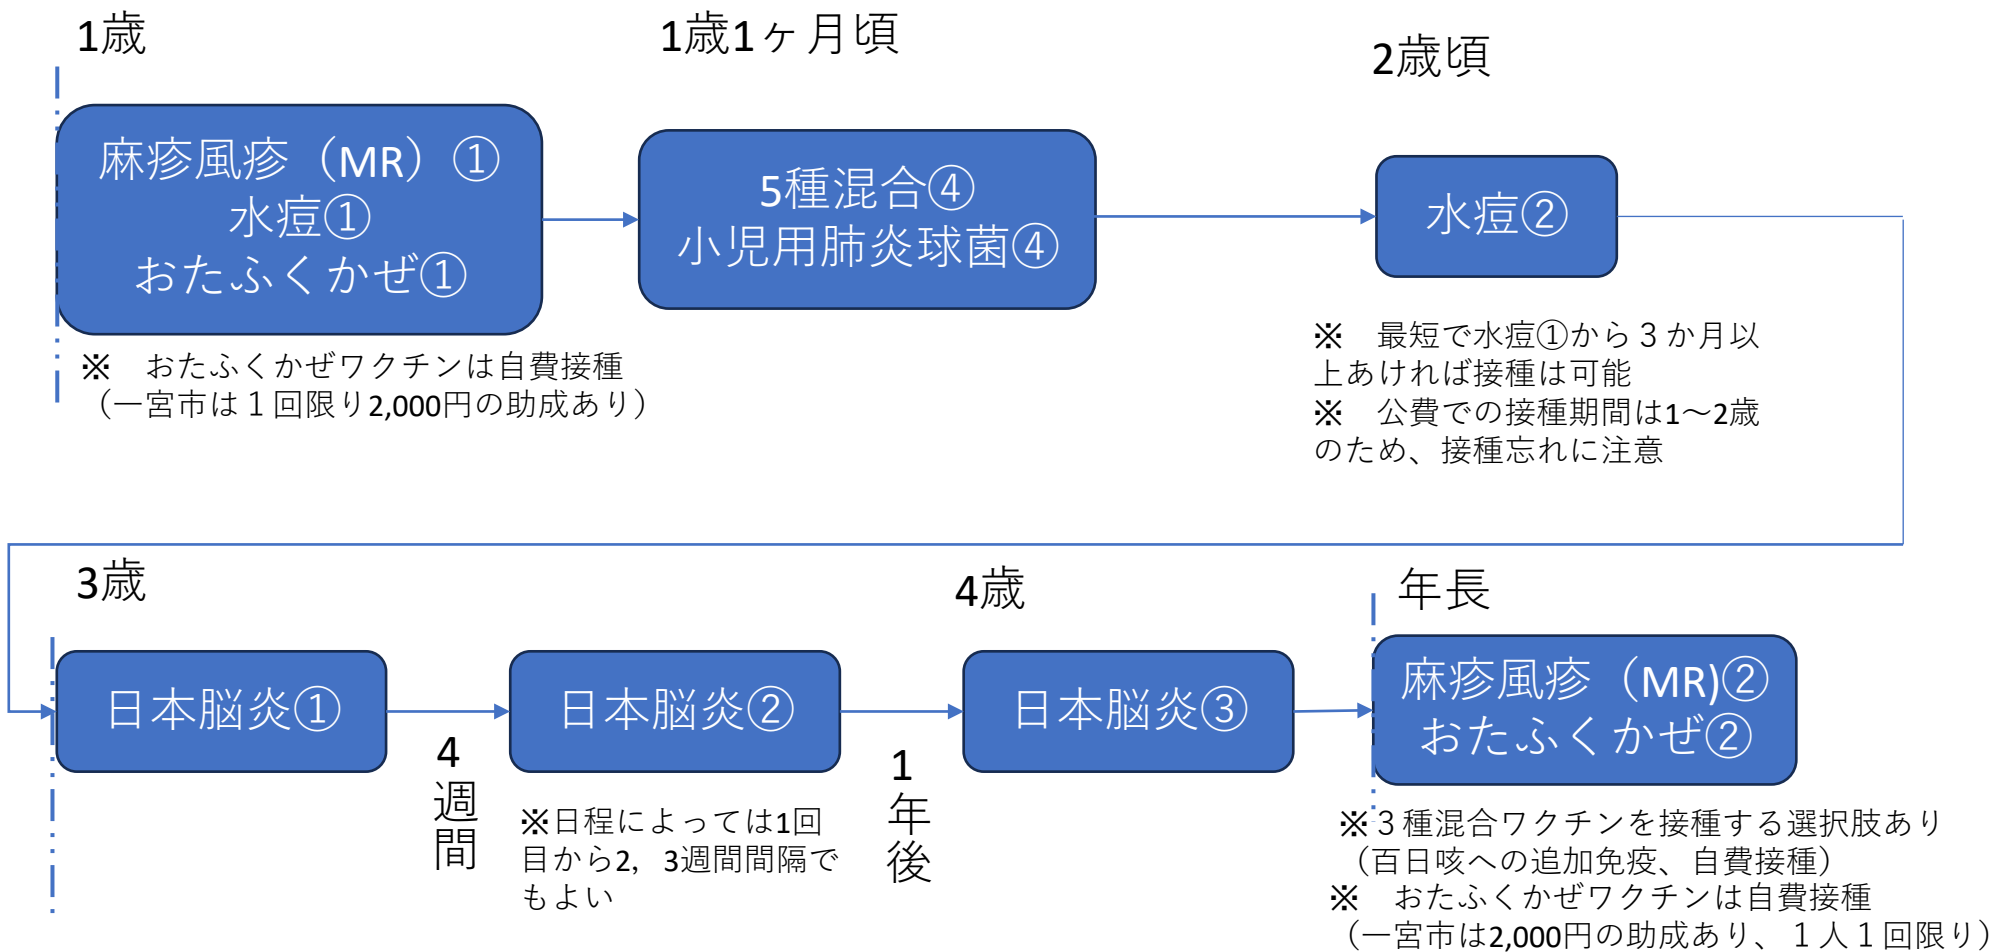 1歳
1歳1ヶ月頃
2歳頃
麻疹風疹（MR）①
水痘①
おたふくかぜ①
5種混合④
小児用肺炎球菌④
水痘②
※　おたふくかぜワクチンは自費接種
（一宮市は１回限り2,000円の助成あり）
※　最短で水痘①から３か月以
上あければ接種は可能
※　公費での接種期間は1～2歳
のため、接種忘れに注意
3歳
4歳
年長
日本脳炎①
4週間
日本脳炎②
※日程によっては1回
目から2，3週間間隔で
もよい
1年後
日本脳炎③
麻疹風疹（MR)②
おたふくかぜ②
※３種混合ワクチンを接種する選択肢あり
（百日咳への追加免疫、自費接種）
※　おたふくかぜワクチンは自費接種
（一宮市は2,000円の助成あり、１人１回限り）